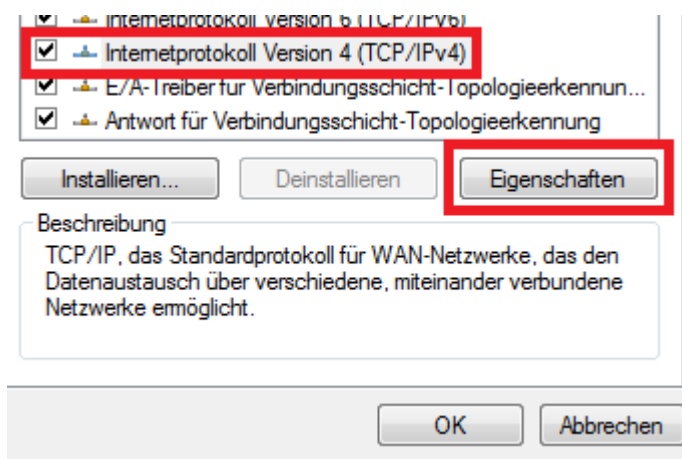 Internetprotokoll Version 6 (TCP/IPv6)
Internetprotokoll Version 4 (TCP/IPv4)
E/A-Treiber für Verbindungsschicht-Topologieerkennun...
Antwort für Verbindungsschicht-Topologieerkennung
Installieren... Deinstallieren Eigenschaften
Beschreibung
TCP/IP, das Standardprotokoll für WAN-Netzwerke, das den
Datenaustausch über verschiedene, miteinander verbundene
Netzwerke ermöglicht.
OK Abbrechen